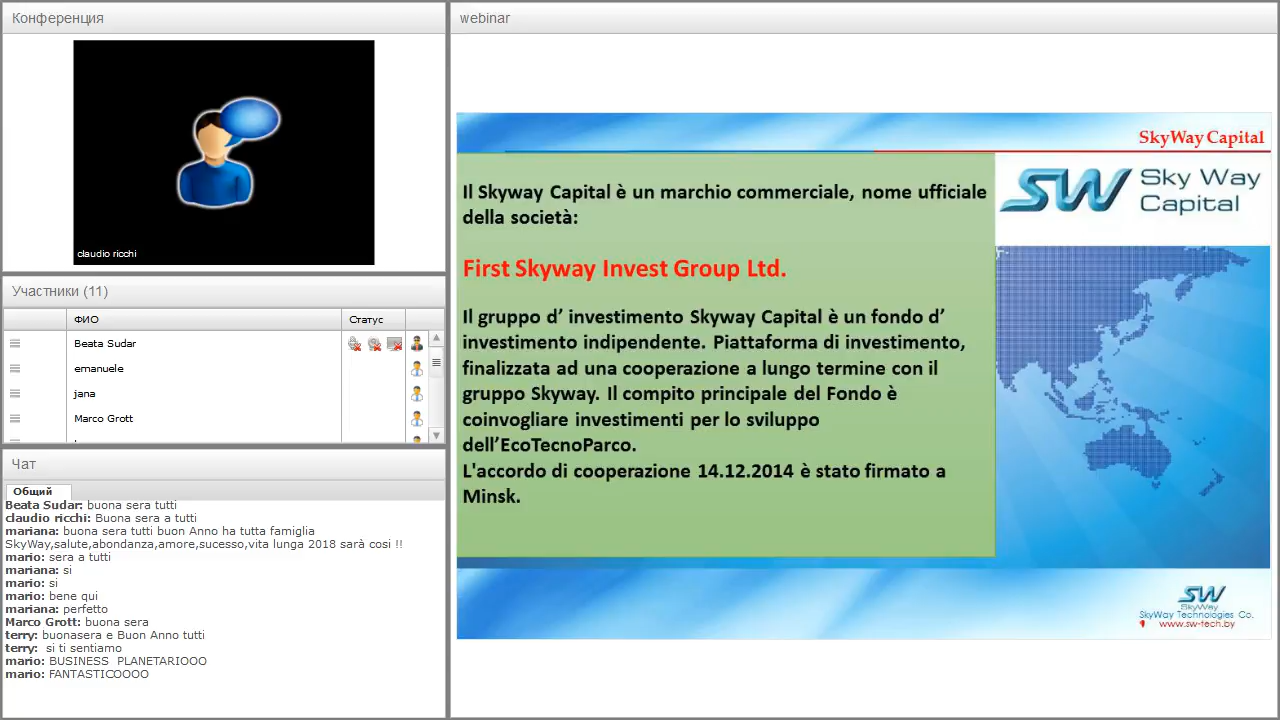 Конференция
claudio ricchi
Участники (11)
ФИО
Статус
Beata Sudar
emanuele
jana
Marco Grott
Чат
Общий
Beata Sudar: buona sera tutti
claudio ricchi: Buona sera a tutti
mariana: buona sera tutti buon Anno ha tutta famiglia
SkyWay,salute,abondanza,amore,sucesso,vita lunga 2018 sarà cosi !!
mario: sera a tutti
mariana: si
mario: si
mario: bene qui
mariana: perfetto
Marco Grott: buona sera
terry: buonasera e Buon Anno tutti
terry: si ti sentiamo
mario: BUSINESS PLANETARIOOO
mario: FANTASTICOOOO
webinar
SkyWay Capital
Il Skyway Capital è un marchio commerciale, nome ufficiale
della società:
First Skyway Invest Group Ltd.
Il gruppo d’ investimento Skyway Capital è un fondo d’
investimento indipendente. Piattaforma di investimento,
finalizzata ad una cooperazione a lungo termine con il
gruppo Skyway. Il compito principale del Fondo è
coinvogliare investimenti per lo sviluppo
dell’EcoTecnoParco.
L'accordo di cooperazione 14.12.2014 è stato firmato a
Minsk.
SW Sky Way
Capital
SW
SkyWay
SkyWay Technologies Co.
www.sw-tech.by